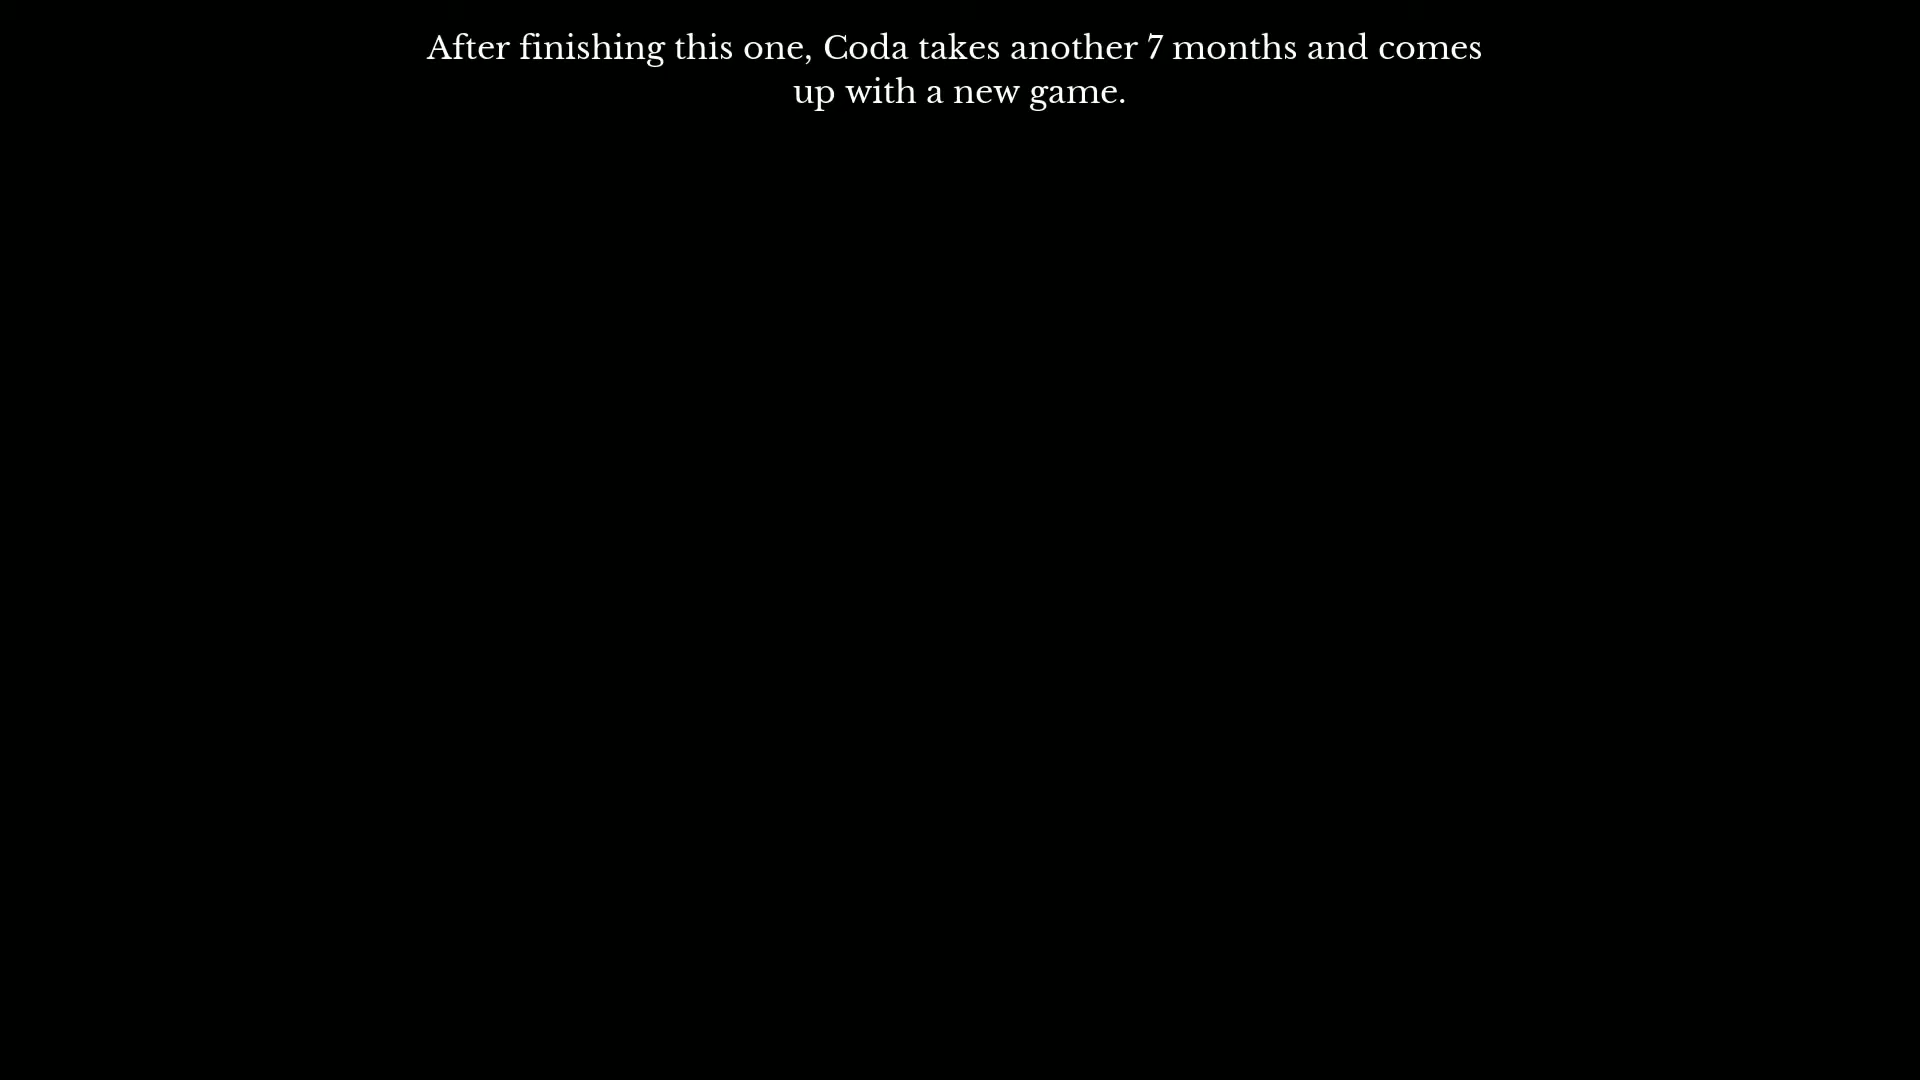 After finishing this one, Coda takes another 7 months and comes
up with a new game.